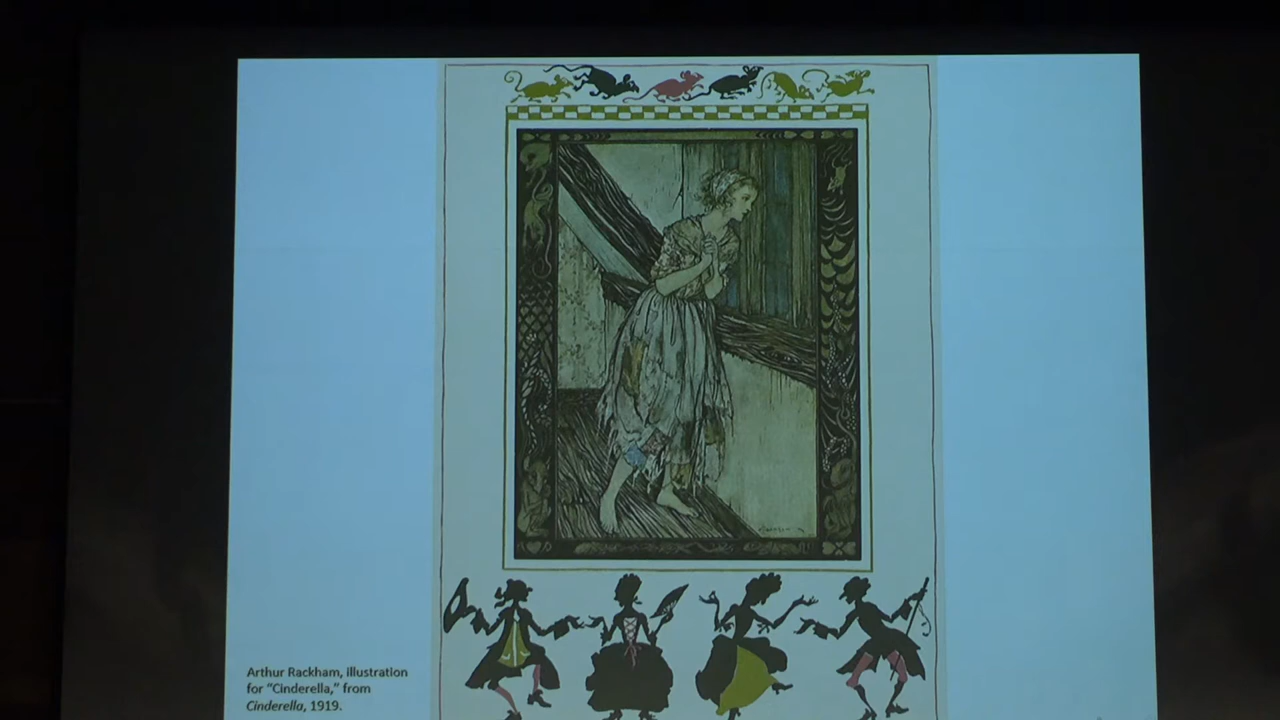 Arthur Rackham, illustration
for "Cinderella," from
Cinderella, 1919.